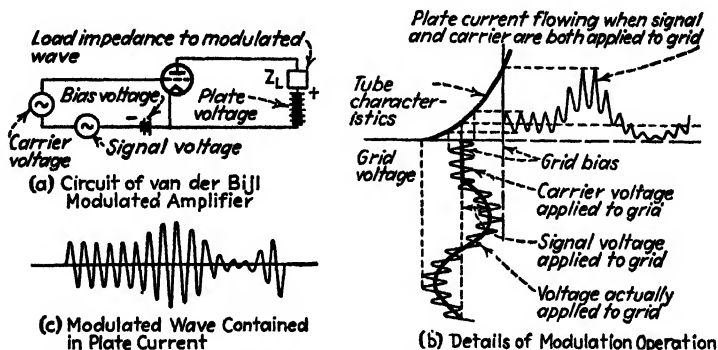 Load impedance to modulated
wave
Z_L
+
Bias voltage
-
Plate
voltage
Carrier
voltage
Signal voltage
(a) Circuit of van der Bijl
Modulated Amplifier
(c) Modulated Wave Contained
in Plate Current
Plate current flowing when signal
and carrier are both applied to grid
Tube
character-
istics
Grid
voltage
Grid bias
Carrier voltage
applied to grid
Signal voltage
applied to grid
Voltage actually
applied to grid
(b) Details of Modulation Operation